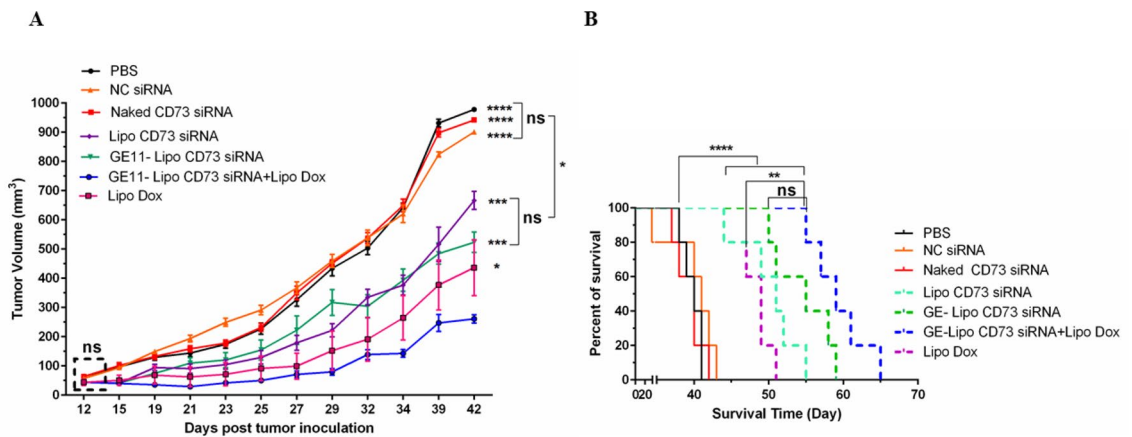 A
PBS
NC siRNA
Naked CD73 siRNA
Lipo CD73 siRNA
GE11- Lipo CD73 siRNA
GE11- Lipo CD73 siRNA+Lipo Dox
Lipo Dox
Tumor Volume (mm³)
1000
900
800
700
600
500
400
300
200
100
0
ns
**** 
****
****
ns
*
***
ns
***
*
12 15 19 21 23 25 27 29 32 34 39 42
Days post tumor inoculation
B
****
**
ns
Percent of survival
100
80
60
40
20
0
020 40 50 60 70
Survival Time (Day)
PBS
NC siRNA
Naked CD73 siRNA
Lipo CD73 siRNA
GE- Lipo CD73 siRNA
GE-Lipo CD73 siRNA+Lipo Dox
Lipo Dox